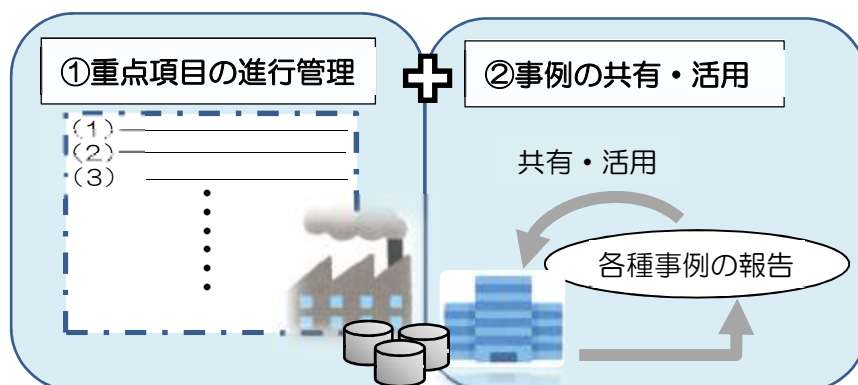 ①重点項目の進行管理
②事例の共有・活用
(1)
(2)
(3)
共有・活用
各種事例の報告